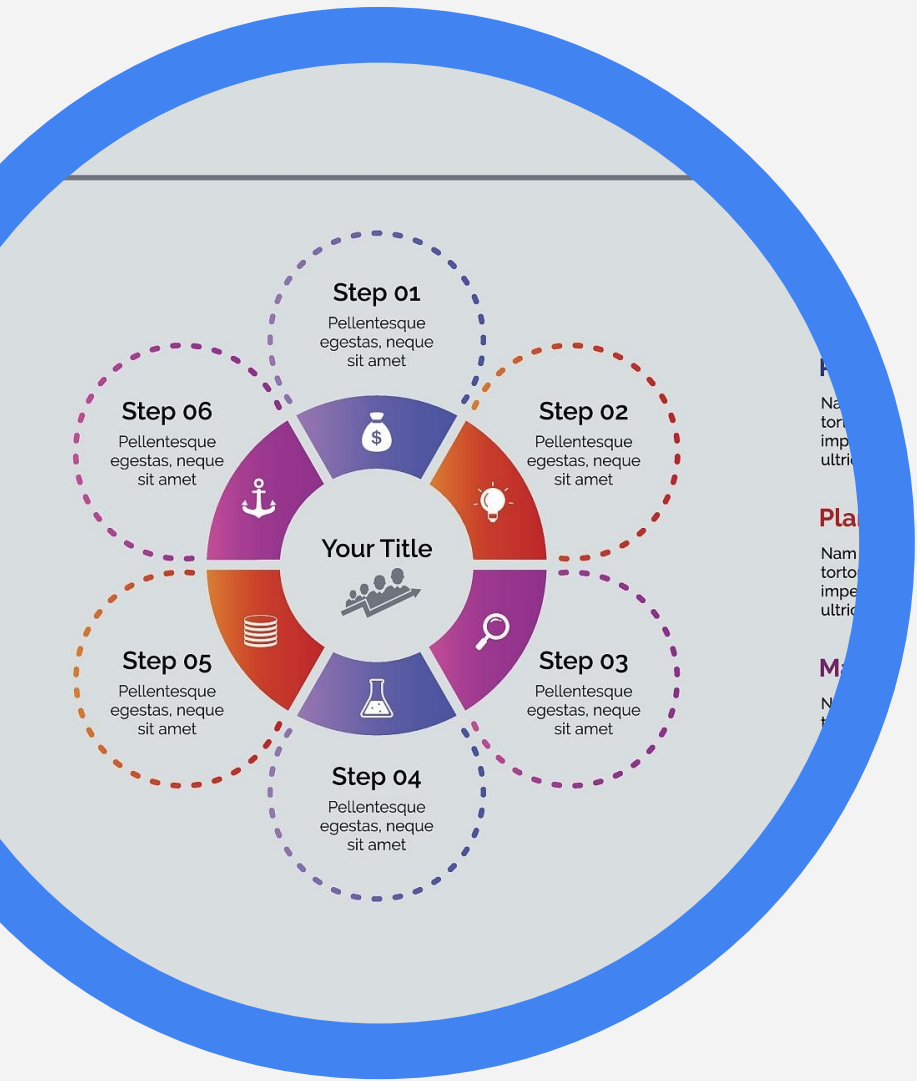 Step 01
Pellentesque
egestas, neque
sit amet
Step 02
Pellentesque
egestas, neque
sit amet
Step 03
Pellentesque
egestas, neque
sit amet
Step 04
Pellentesque
egestas, neque
sit amet
Step 05
Pellentesque
egestas, neque
sit amet
Step 06
Pellentesque
egestas, neque
sit amet
Your Title
$
Nam